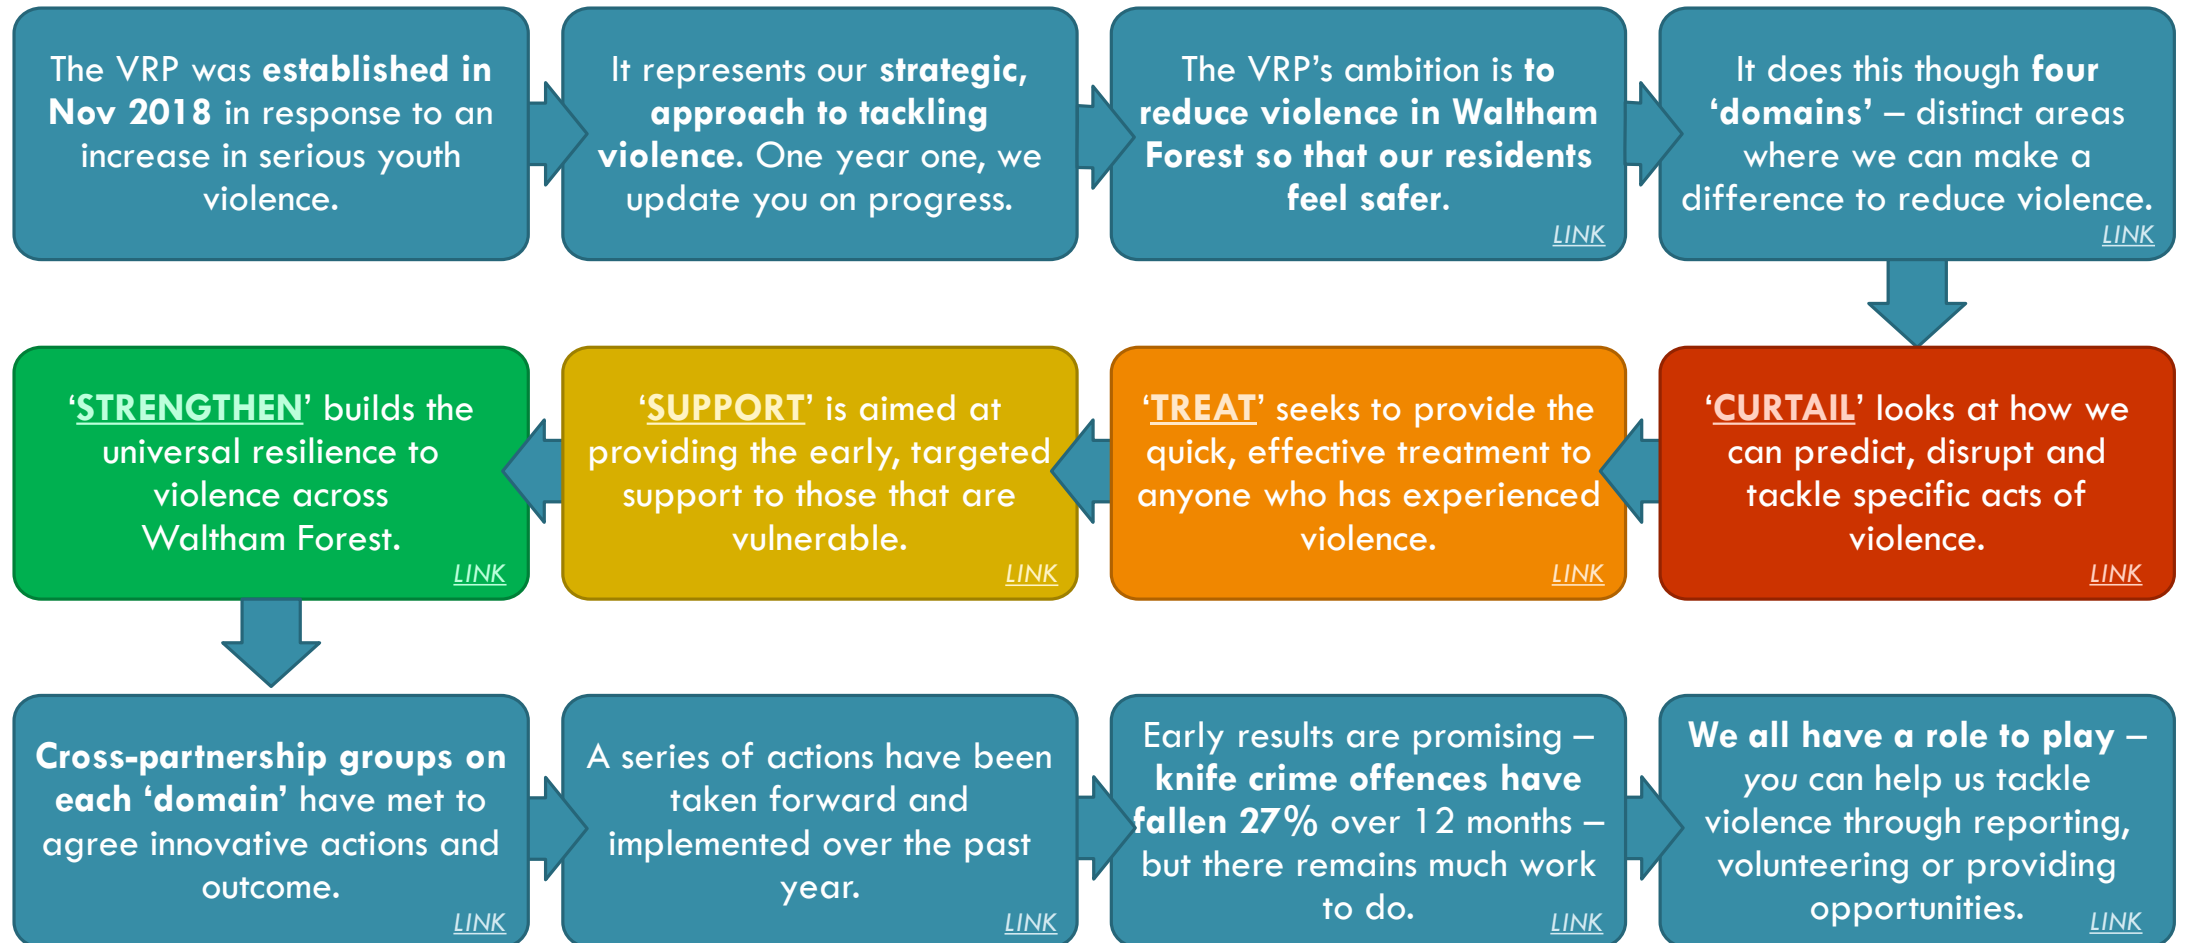 The VRP was established in
Nov 2018 in response to an
increase in serious youth
violence.
It represents our strategic,
approach to tackling
violence. One year one, we
update you on progress.
The VRP's ambition is to
reduce violence in Waltham
Forest so that our residents
feel safer.
LINK
It does this though four
'domains' – distinct areas
where we can make a
difference to reduce violence.
LINK
'CURTAIL' looks at how we
can predict, disrupt and
tackle specific acts of
violence.
LINK
'TREAT' seeks to provide the
quick, effective treatment to
anyone who has experienced
violence.
LINK
'SUPPORT' is aimed at
providing the early, targeted
support to those that are
vulnerable.
LINK
'STRENGTHEN' builds the
universal resilience to
violence across
Waltham Forest.
LINK
Cross-partnership groups on
each 'domain' have met to
agree innovative actions and
outcome.
LINK
A series of actions have been
taken forward and
implemented over the past
year.
LINK
Early results are promising –
knife crime offences have
fallen 27% over 12 months –
but there remains much work
to do.
LINK
We all have a role to play –
you can help us tackle
violence through reporting,
volunteering or providing
opportunities.
LINK